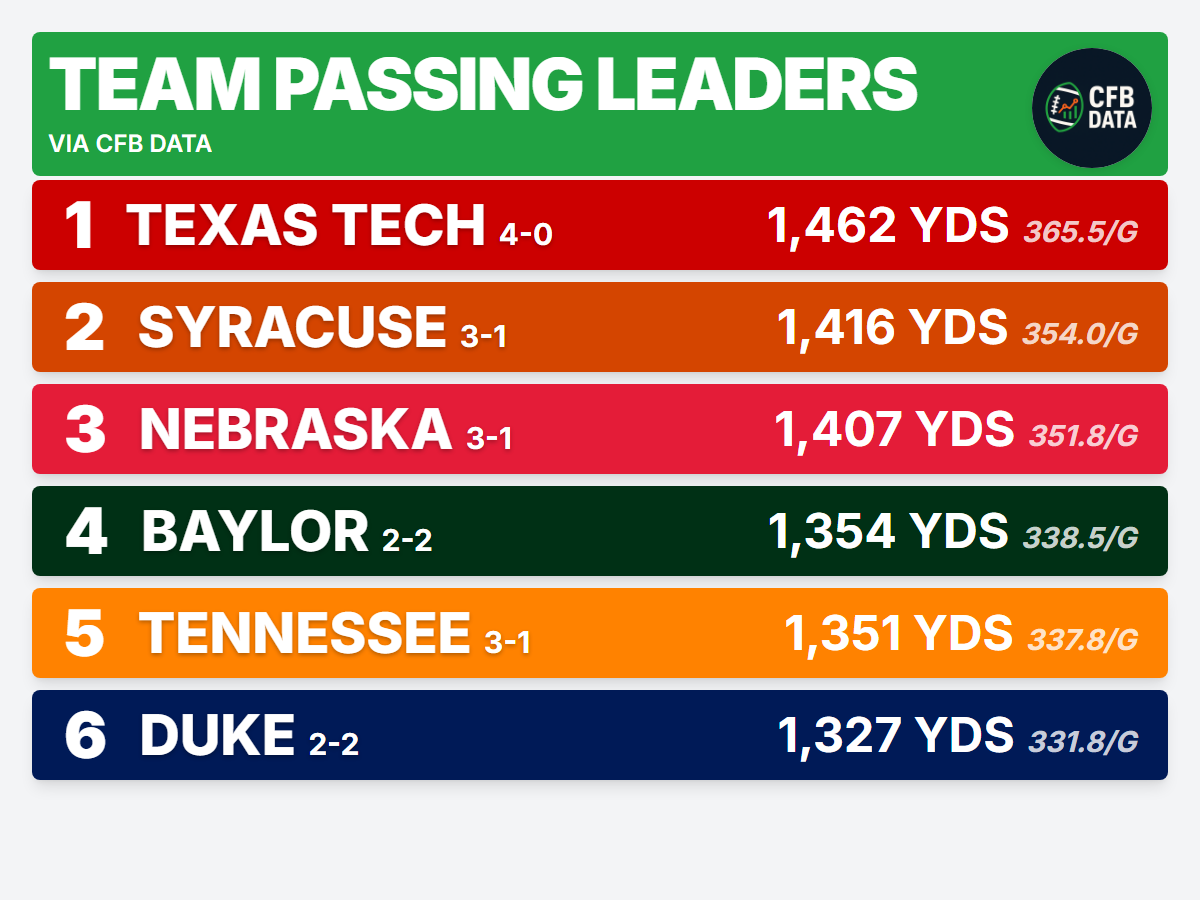 TEAM PASSING LEADERS
VIA CFB DATA
CFB
DATA
1 TEXAS TECH 4-0 1,462 YDS 365.5/G
2 SYRACUSE 3-1 1,416 YDS 354.0/G
3 NEBRASKA 3-1 1,407 YDS 351.8/G
4 BAYLOR 2-2 1,354 YDS 338.5/G
5 TENNESSEE 3-1 1,351 YDS 337.8/G
6 DUKE 2-2 1,327 YDS 331.8/G